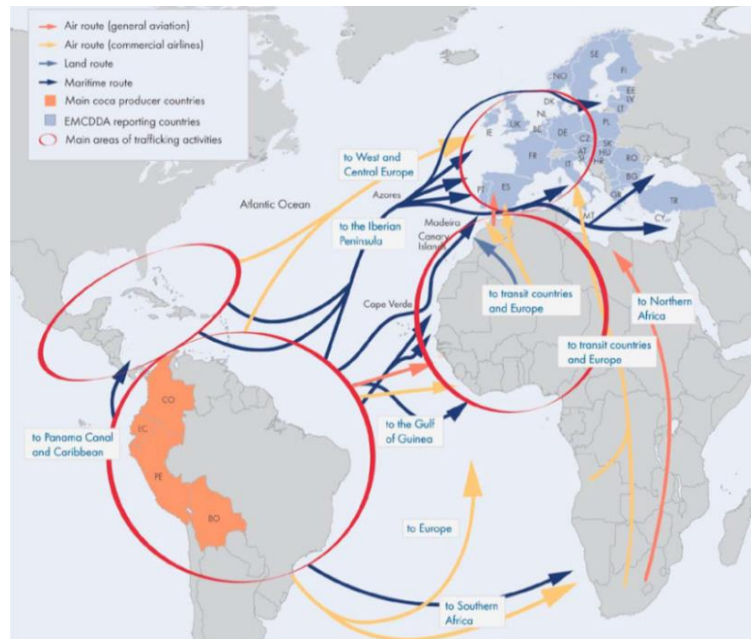 Air route (general aviation)
Air route (commercial airlines)
Land route
Maritime route
Main coca producer countries
EMCDDA reporting countries
Main areas of trafficking activities
NO
SE
FI
EE
LV
LT
DK
IE
UK
NL
BE
DE
PL
CZ
SK
AT
HU
SI
HR
RO
FR
IT
BG
PT
ES
GR
TR
MT
CY
to West and
Central Europe
Azores
Atlantic Ocean
to the Iberian
Peninsula
Madeira
Canary
Islands
Cape Verde
to transit countries
and Europe
to Northern
Africa
to transit countries
and Europe
CO
EC
PE
BO
to Panama Canal
and Caribbean
to the Gulf
of Guinea
to Europe
to Southern
Africa